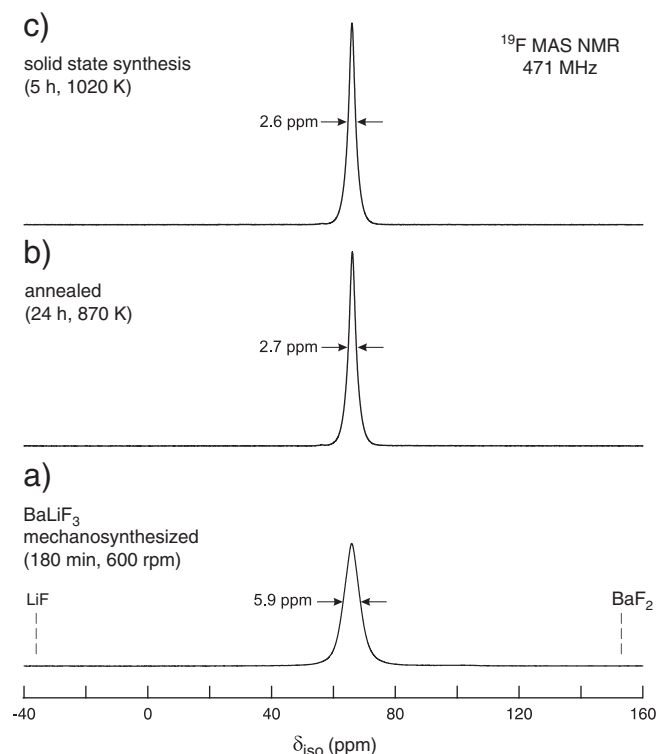 c)
solid state synthesis
(5 h, 1020 K)
¹⁹F MAS NMR
471 MHz
2.6 ppm
b)
annealed
(24 h, 870 K)
2.7 ppm
a)
BaLiF₃
mechanosynthesized
(180 min, 600 rpm)
LiF
5.9 ppm
BaF₂
-40 0 40 80 120 160
δiso (ppm)